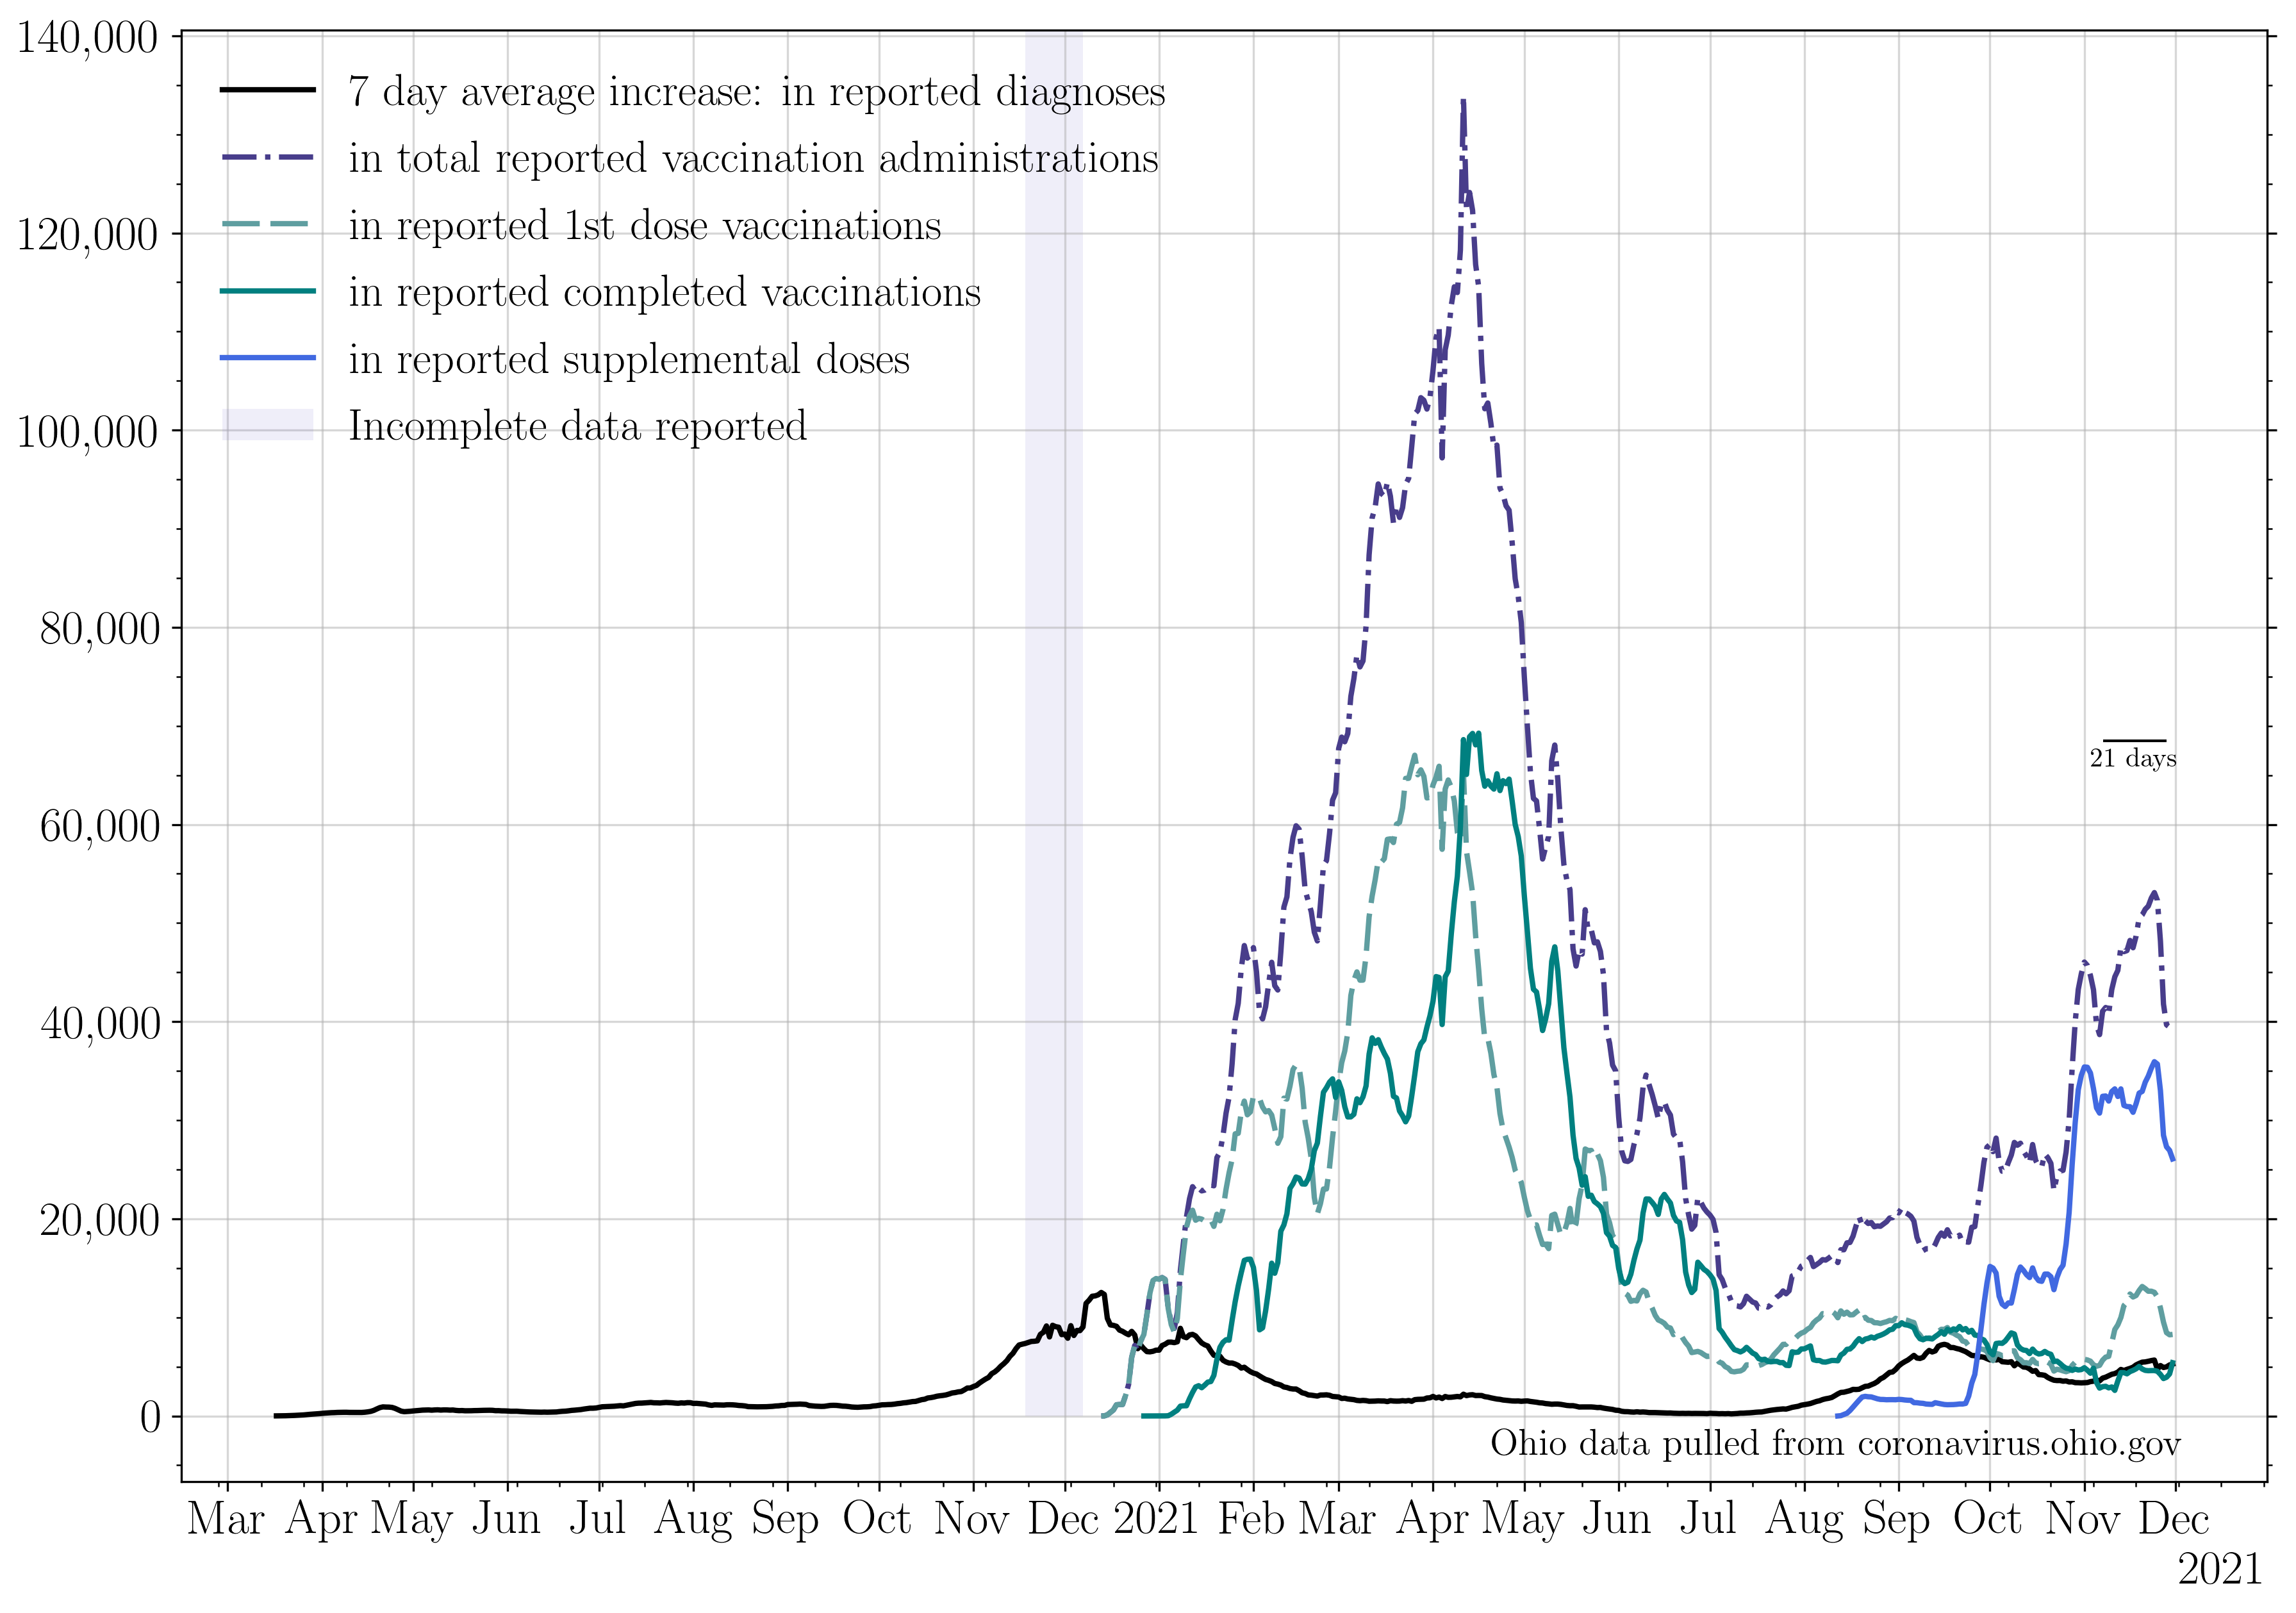 140,000
120,000
100,000
80,000
60,000
40,000
20,000
0
7 day average increase: in reported diagnoses
in total reported vaccination administrations
in reported 1st dose vaccinations
in reported completed vaccinations
in reported supplemental doses
Incomplete data reported
21 days
Ohio data pulled from coronavirus.ohio.gov
Mar Apr May Jun Jul Aug Sep Oct Nov Dec 2021 Feb Mar Apr May Jun Jul Aug Sep Oct Nov Dec
2021